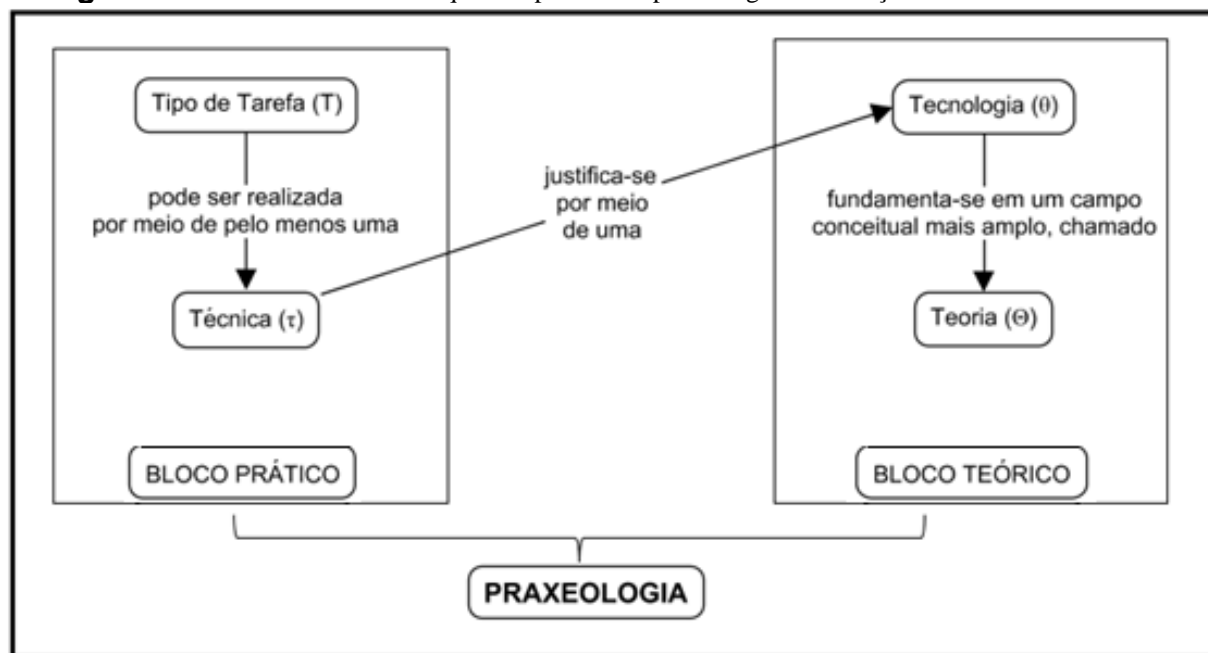 Tipo de Tarefa (T)
pode ser realizada
por meio de pelo menos uma
Técnica (τ)
BLOCO PRÁTICO
justifica-se
por meio
de uma
Tecnologia (θ)
fundamenta-se em um campo
conceitual mais amplo, chamado
Teoria (Θ)
BLOCO TEÓRICO
PRAXEOLOGIA